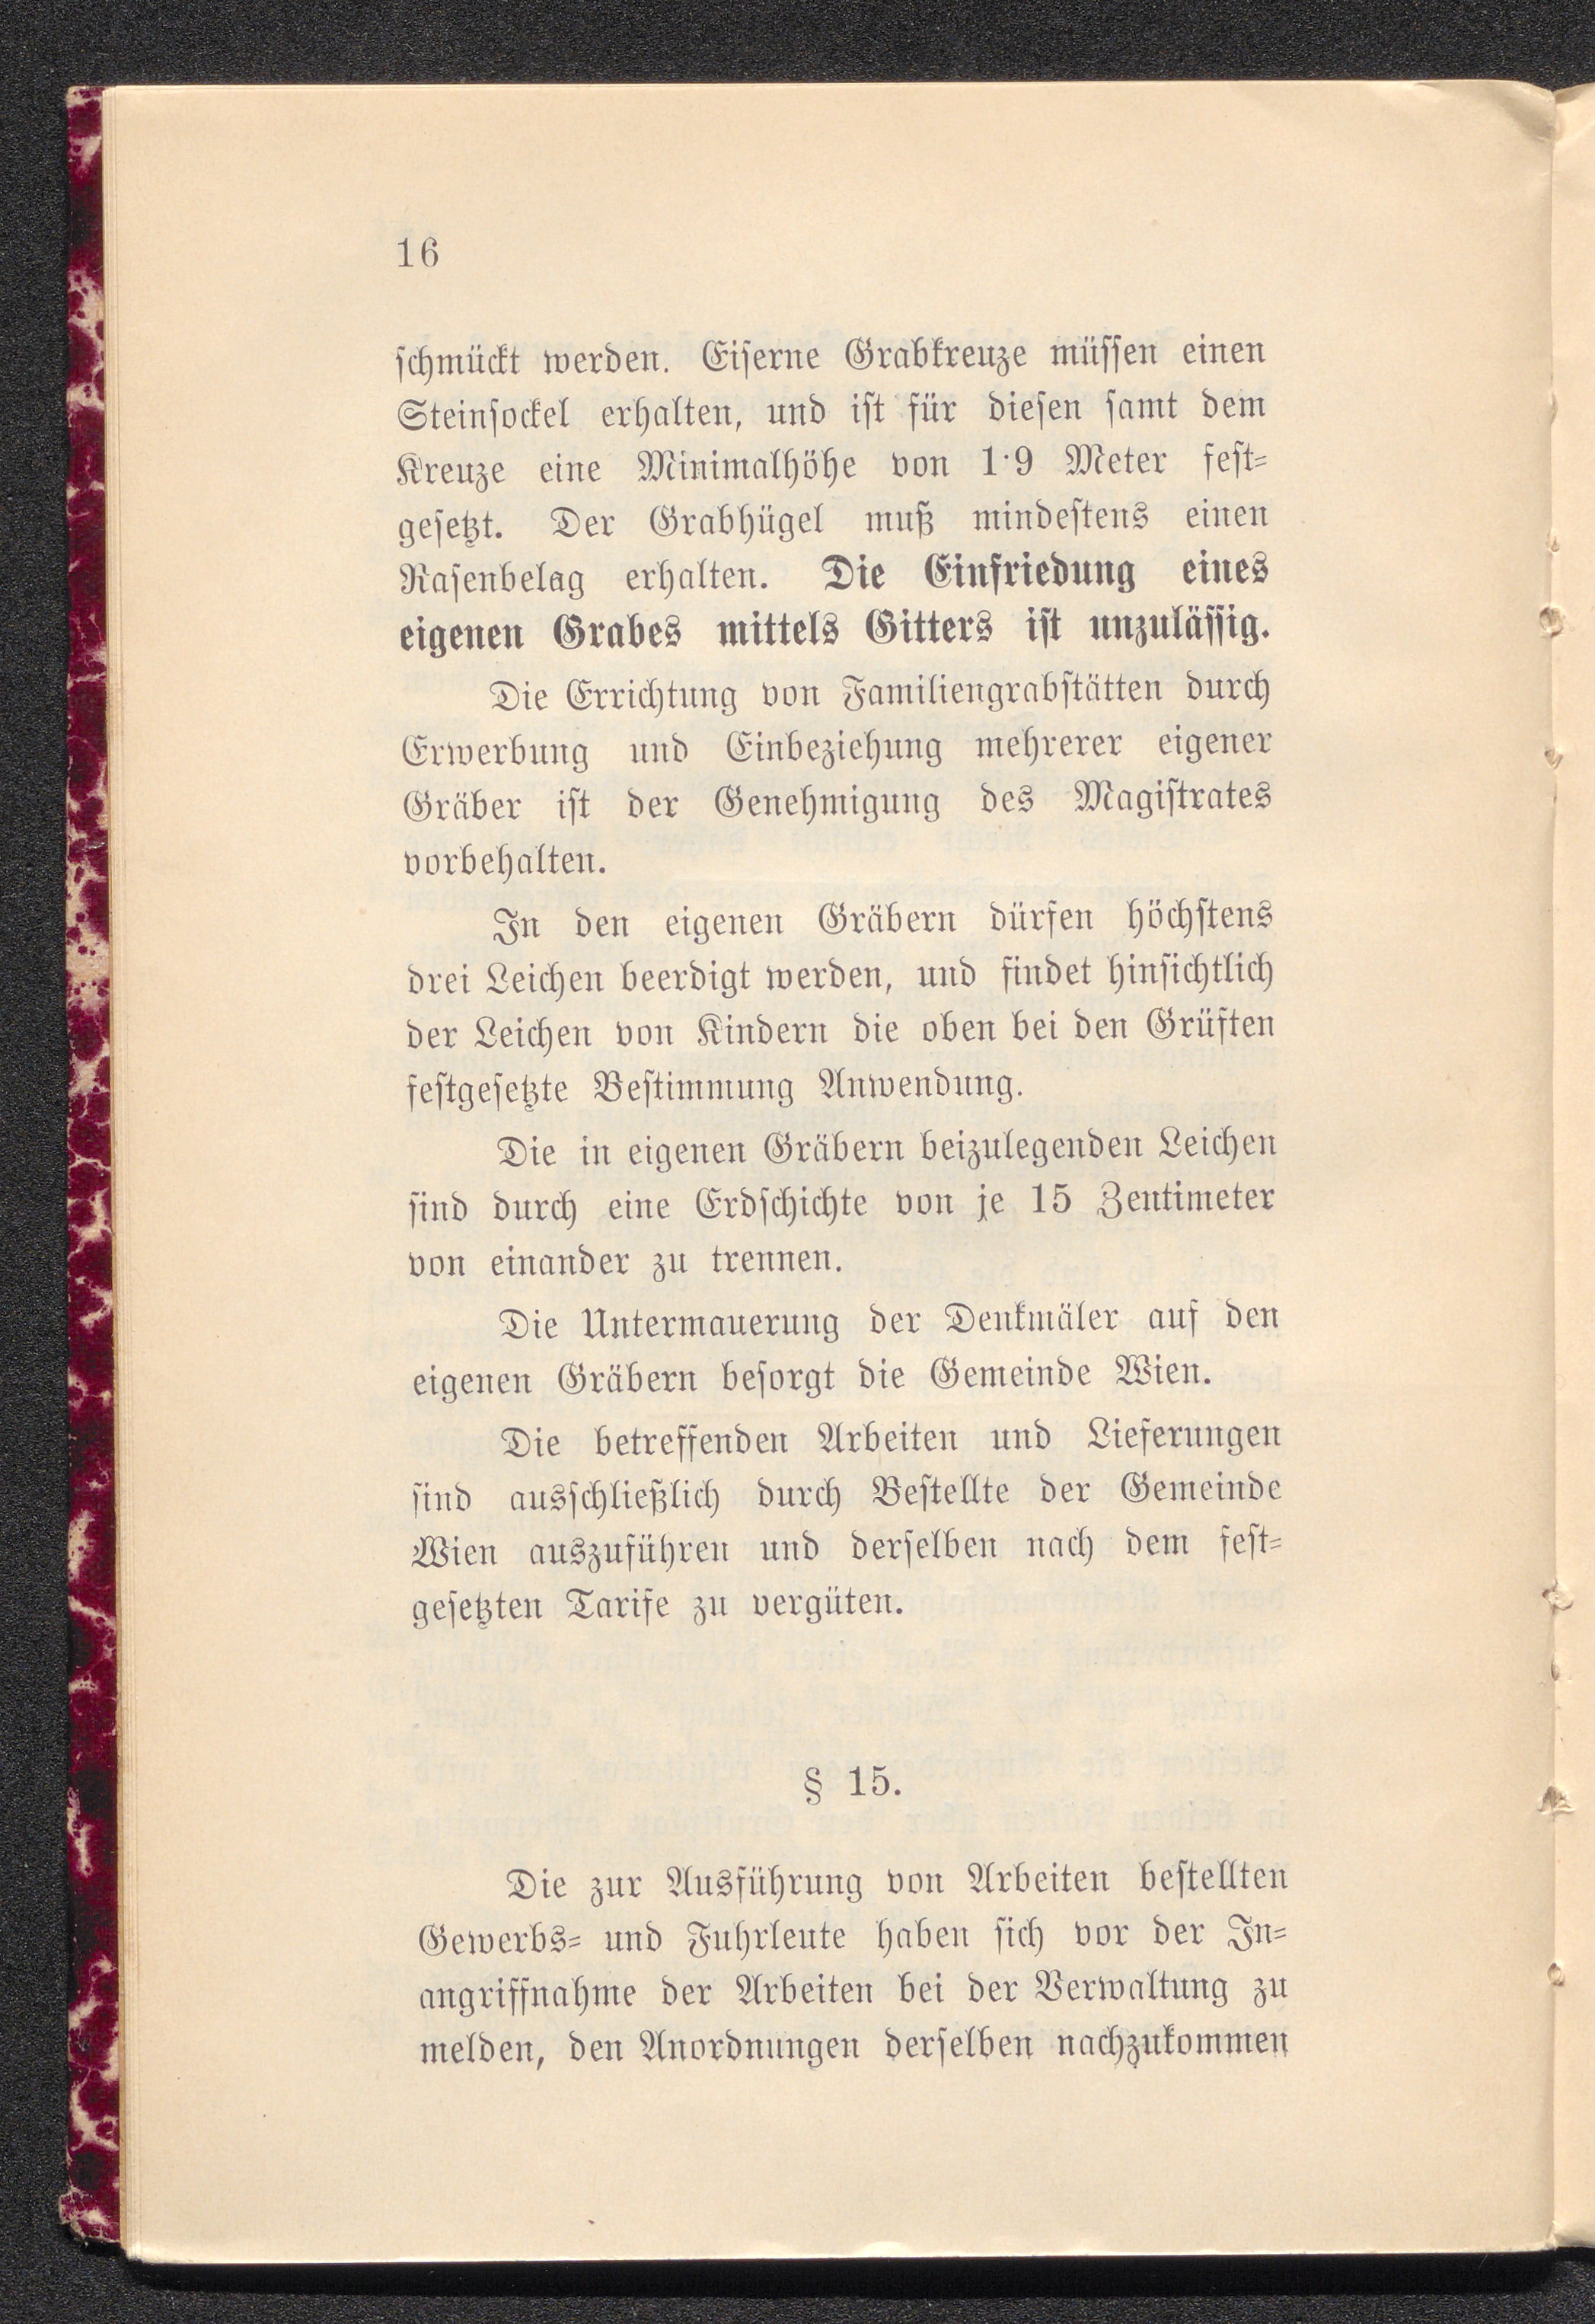 16
schmückt werden. Eiserne Grabkreuze müssen einen
Steinsockel erhalten, und ist für diesen samt dem
Kreuze eine Minimalhöhe von 1·9 Meter fest-
gesetzt. Der Grabhügel muß mindestens einen
Rasenbelag erhalten. Die Einfriedung eines
eigenen Grabes mittels Gitters ist unzulässig.
Die Errichtung von Familiengrabstätten durch
Erwerbung und Einbeziehung mehrerer eigener
Gräber ist der Genehmigung des Magistrates
vorbehalten.
In den eigenen Gräbern dürfen höchstens
drei Leichen beerdigt werden, und findet hinsichtlich
der Leichen von Kindern die oben bei den Grüften
festgesetzte Bestimmung Anwendung.
Die in eigenen Gräbern beizulegenden Leichen
sind durch eine Erdschichte von je 15 Zentimeter
von einander zu trennen.
Die Untermauerung der Denkmäler auf den
eigenen Gräbern besorgt die Gemeinde Wien.
Die betreffenden Arbeiten und Lieferungen
sind ausschließlich durch Bestellte der Gemeinde
Wien auszuführen und derselben nach dem fest-
gesetzten Tarife zu vergüten.
§ 15.
Die zur Ausführung von Arbeiten bestellten
Gewerbs- und Fuhrleute haben sich vor der In-
angriffnahme der Arbeiten bei der Verwaltung zu
melden, den Anordnungen derselben nachzukommen